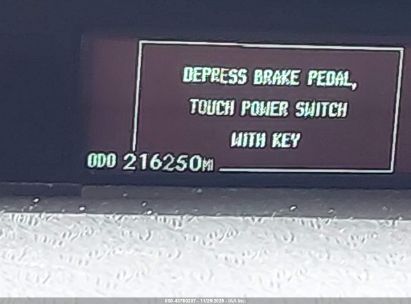 DEPRESS BRAKE PEDAL,
TOUCH POWER SWITCH
WITH KEY
ODO 216250MI